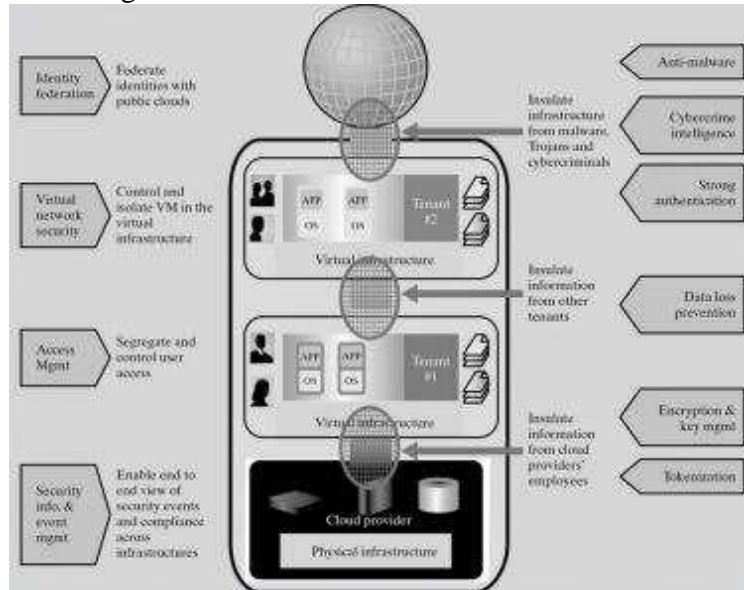 Identity
federation
Federate
identities with
public clouds
Virtual
network
security
Control and
isolate VM in the
virtual
infrastructure
Access
Mgmt
Segregate and
control user
access
Security
info, &
event
mgmt
Enable end to
end view of
security events
and compliance
across
infrastructures
APP
APP
OS
OS
Tenant
#2
Virtual infrastructure
APP
APP
OS
OS
Tenant
#1
Virtual infrastructure
Cloud provider
Physical infrastructure
Insulate
infrastructure
from malware,
Trojans and
cybercriminals
Insulate
information
from other
tenants
Insulate
information
from cloud
providers'
employees
Anti-malware
Cybercrime
intelligence
Strong
authentication
Data loss
prevention
Encryption &
key mgmt
Tokenization